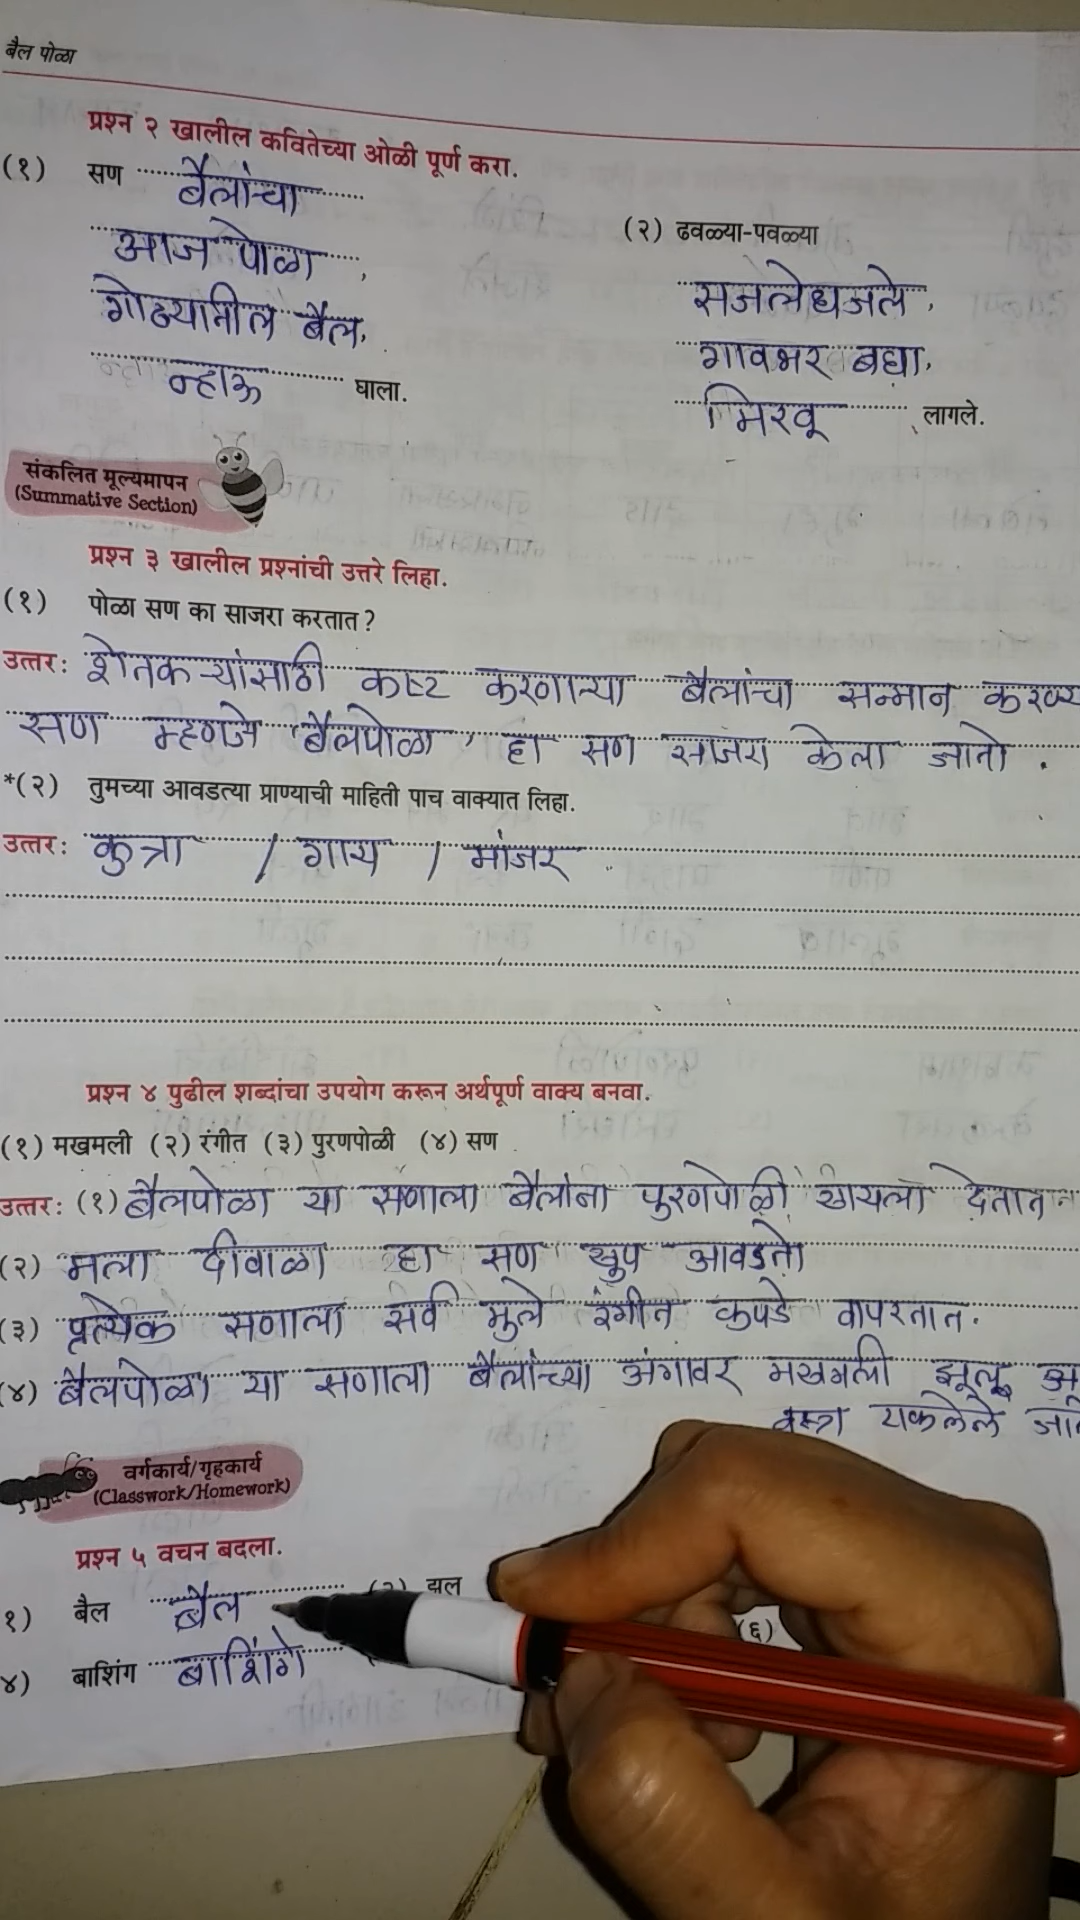 बैल पोळा
प्रश्न २ खालील कवितेच्या ओळी पूर्ण करा.
(१) सण बैलांचा
आज पोळा ,
गोठ्यातील बैल,
न्हाऊ घाला.
(२) ढवळ्या-पवळ्या
सजलेधजले,
गावभर बघा,
मिरवू लागले.
संकलित मूल्यमापन
(Summative Section)
प्रश्न ३ खालील प्रश्नांची उत्तरे लिहा.
(१) पोळा सण का साजरा करतात ?
उत्तर: शेतकऱ्यांसाठी कष्ट करणाऱ्या बैलांचा सन्मान
सण म्हणजे 'बैलपोळा' हा सण साजरा केला जातो .
*(२) तुमच्या आवडत्या प्राण्याची माहिती पाच वाक्यात लिहा.
उत्तर: कुत्रा / गाय / मांजर
प्रश्न ४ पुढील शब्दांचा उपयोग करून अर्थपूर्ण वाक्य बनवा.
(१) मखमली (२) रंगीत (३) पुरणपोळी (४) सण
उत्तर: (१) बैलपोळा या सणाला बैलांना पुरणपोळी खायला देतात
(२) मला दीवाळी हा सण खुप आवडतो
(३) प्रत्येक सणाला सर्व मुले रंगीत कपडे वापरतात.
(४) बैलपोळा या सणाला बैलांच्या अंगावर मखमली झूल
वस्त्र टाकलेले
वर्गकार्य/गृहकार्य
(Classwork/Homework)
प्रश्न ५ वचन बदला.
१) बैल बैल
(६)
४) बाशिंग बाशिंगे